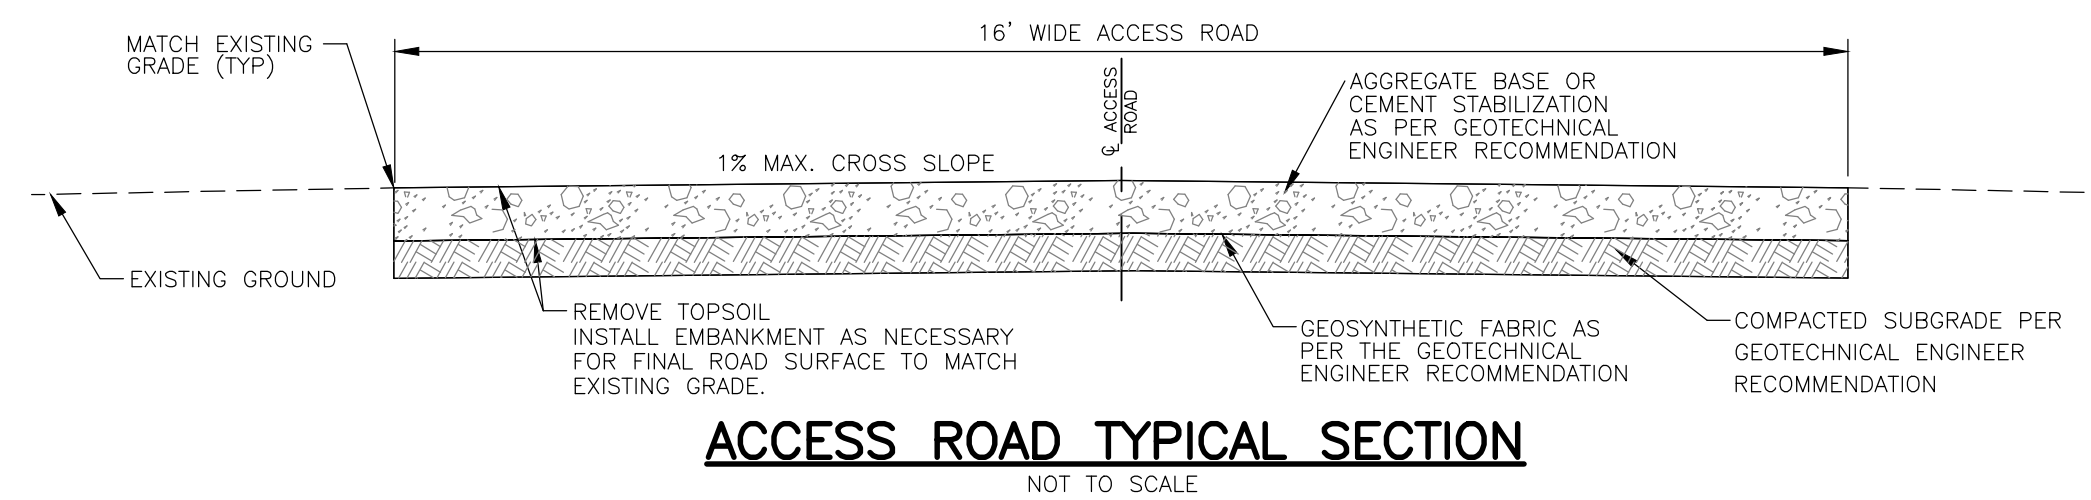 16' WIDE ACCESS ROAD
MATCH EXISTING
GRADE (TYP)
℄ ACCESS
ROAD
AGGREGATE BASE OR
CEMENT STABILIZATION
AS PER GEOTECHNICAL
ENGINEER RECOMMENDATION
1% MAX. CROSS SLOPE
EXISTING GROUND
REMOVE TOPSOIL
INSTALL EMBANKMENT AS NECESSARY
FOR FINAL ROAD SURFACE TO MATCH
EXISTING GRADE.
GEOSYNTHETIC FABRIC AS
PER THE GEOTECHNICAL
ENGINEER RECOMMENDATION
COMPACTED SUBGRADE PER
GEOTECHNICAL ENGINEER
RECOMMENDATION
ACCESS ROAD TYPICAL SECTION
NOT TO SCALE